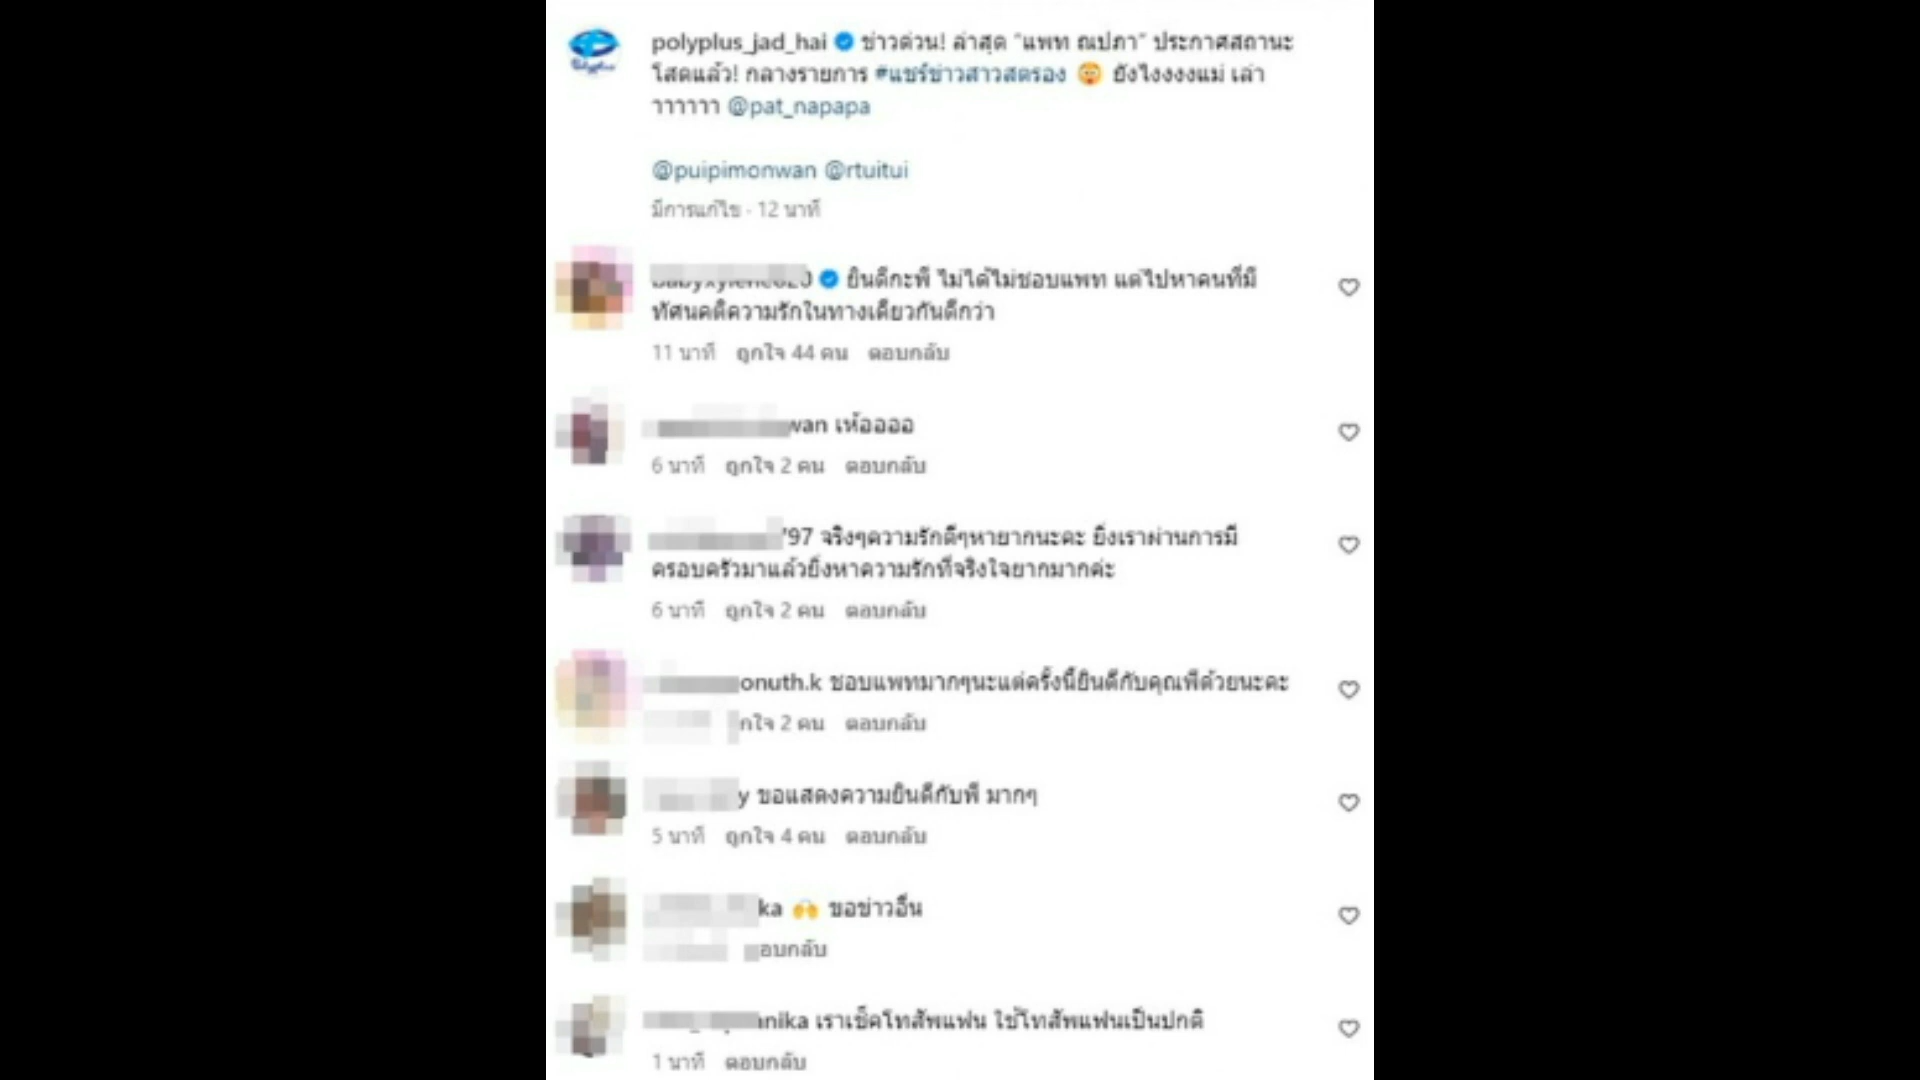 polyplus_jad_hai ข่าวด่วน! ล่าสุด "แพท ณปภา" ประกาศสถานะ
โสดแล้ว! กลางรายการ #แชร์ข่าวสาวสตรอง 🤯 ยังไงงงงแม่ เล่า
าาาาาา @pat_napapa
@puipimonwan @rtuitui
มีการแก้ไข · 12 นาที
ยินดีกะพี ไม่ได้ไม่ชอบแพท แต่ไปหาคนที่มี
ทัศนคติความรักในทางเดียวกันดีกว่า
11 นาที ถูกใจ 44 คน ตอบกลับ
wan เห้ออออ
6 นาที ถูกใจ 2 คน ตอบกลับ
'97 จริงๆความรักดีๆหายากนะคะ ยิ่งเราผ่านการมี
ครอบครัวมาแล้วยิ่งหาความรักที่จริงใจยากมากค่ะ
6 นาที ถูกใจ 2 คน ตอบกลับ
onuth.k ชอบแพทมากๆนะแต่ครั้งนี้ยินดีกับคุณพีด้วยนะคะ
กใจ 2 คน ตอบกลับ
y ขอแสดงความยินดีกับพี มากๆ
5 นาที ถูกใจ 4 คน ตอบกลับ
ka 🙌 ขอข่าวอื่น
อบกลับ
nika เราเช็คโทสัพแฟน ใช้โทสัพแฟนเป็นปกติ
1 นาที ตอบกลับ